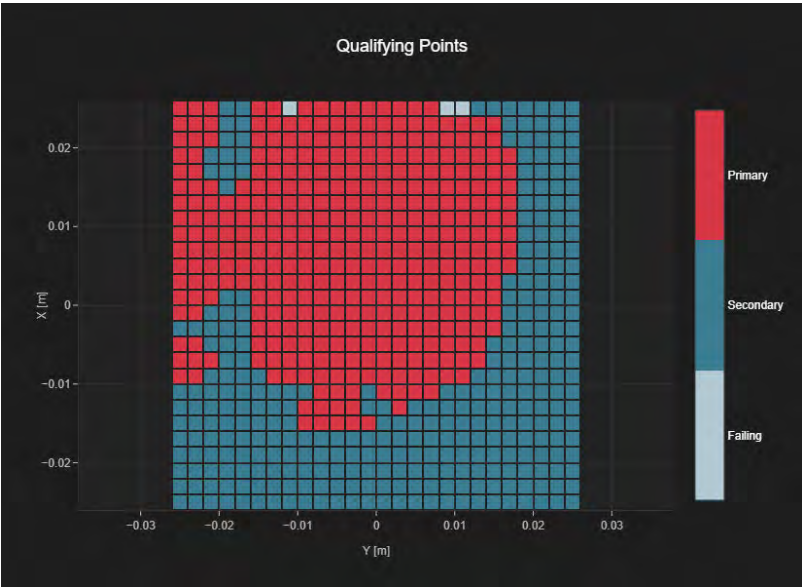 Qualifying Points
X [m]
0.02
0.01
0
−0.01
−0.02
−0.03
−0.02
−0.01
0
0.01
0.02
0.03
Y [m]
Primary
Secondary
Failing